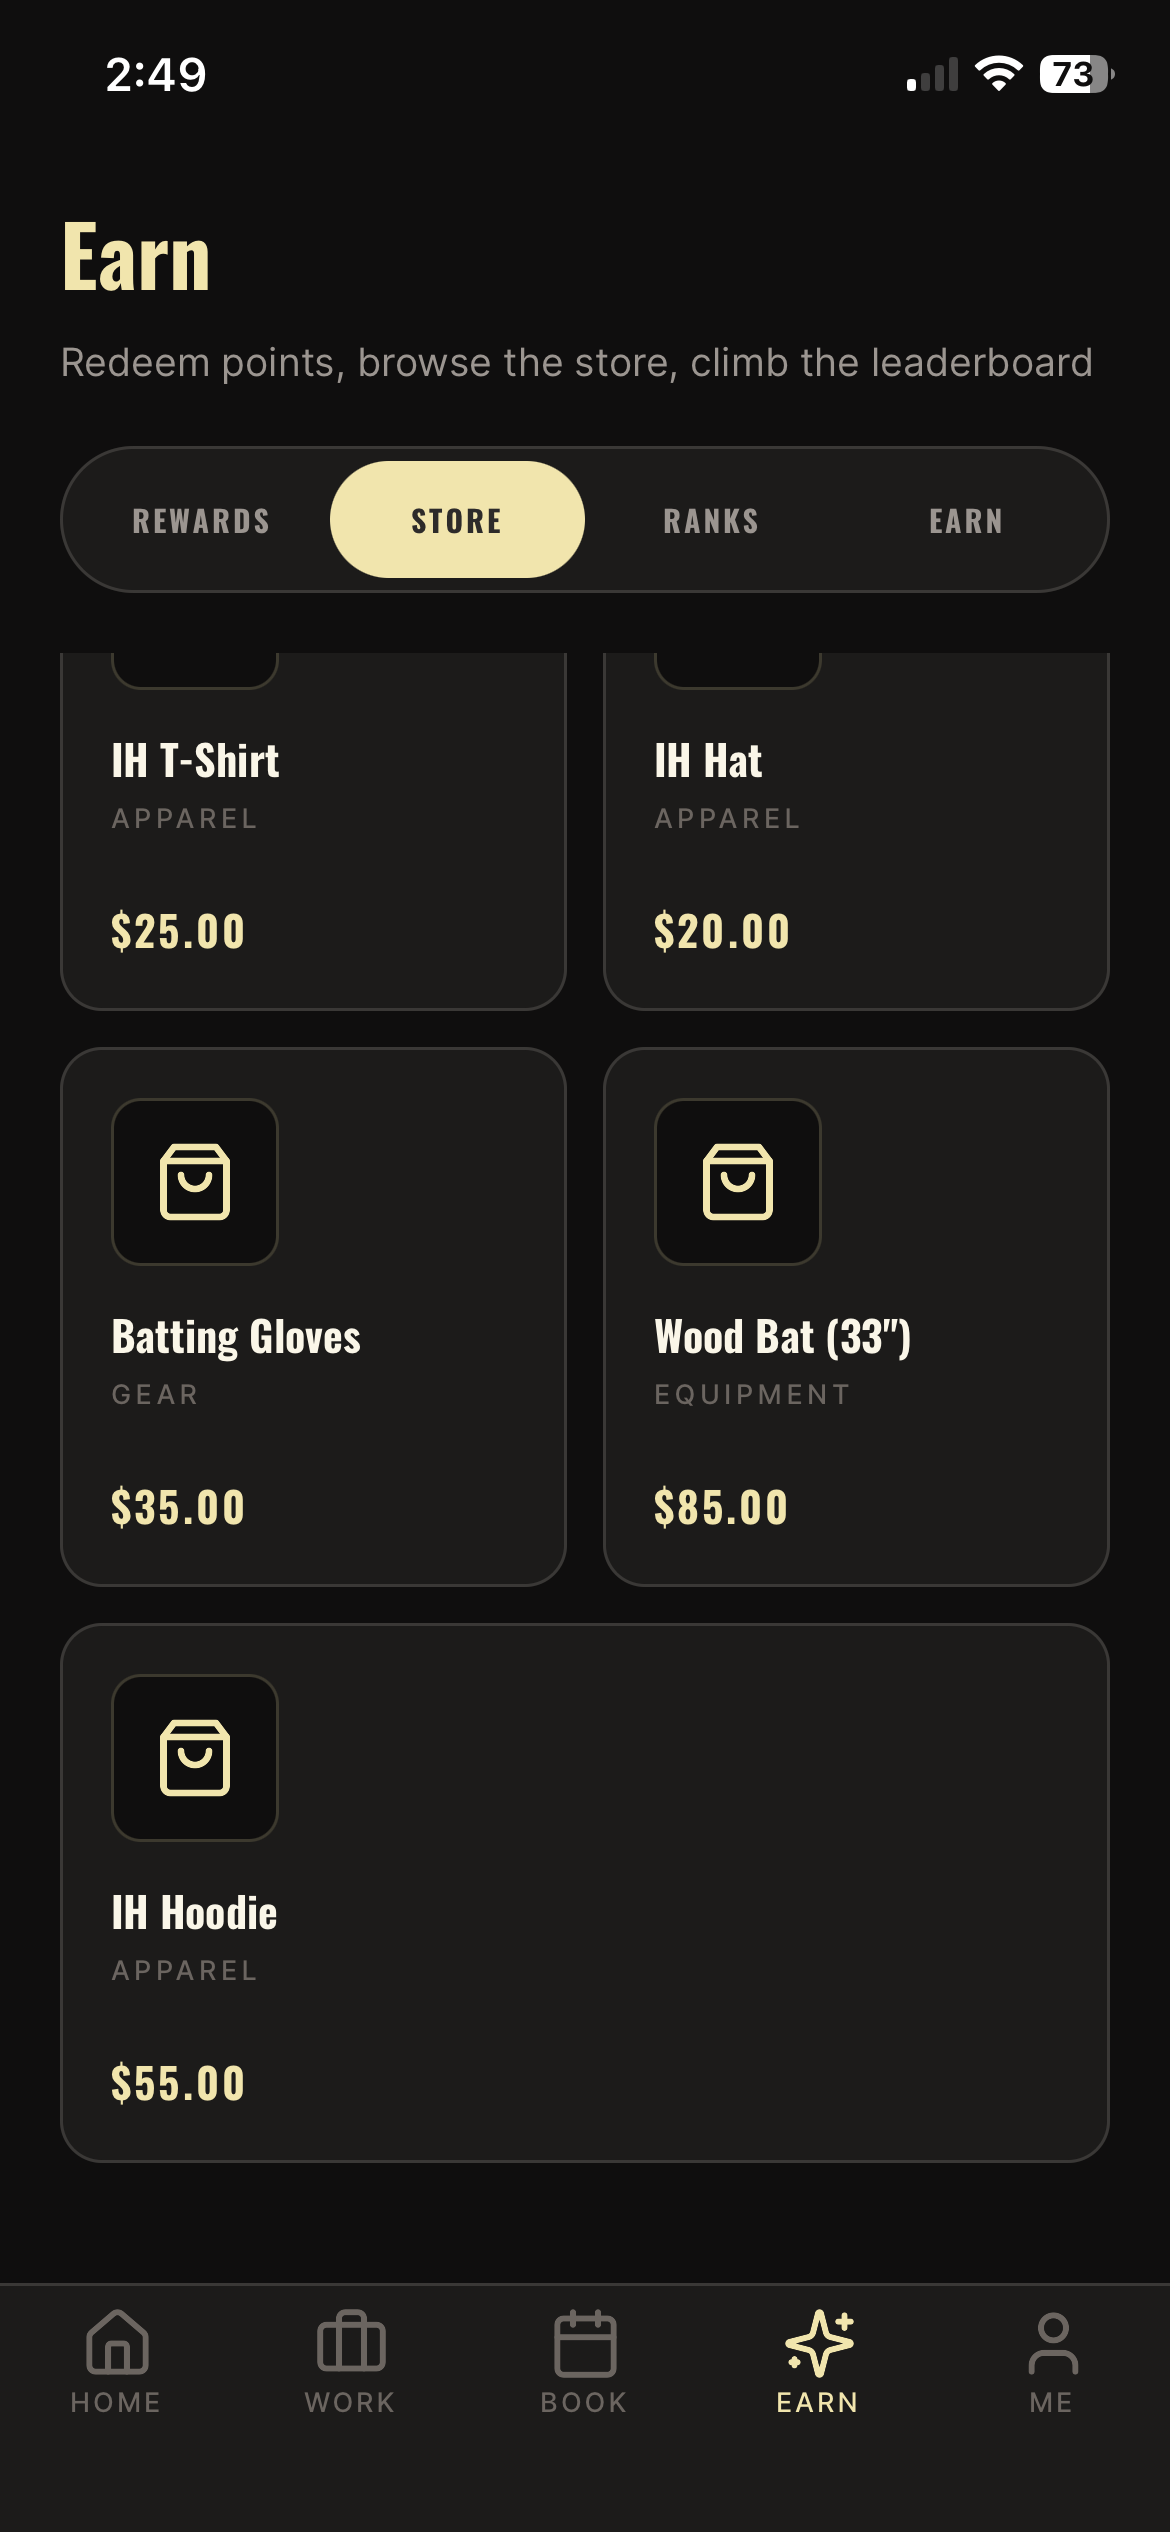 2:49
73
Earn
Redeem points, browse the store, climb the leaderboard
REWARDS STORE RANKS EARN
IH T-Shirt
APPAREL
$25.00
IH Hat
APPAREL
$20.00
Batting Gloves
GEAR
$35.00
Wood Bat (33")
EQUIPMENT
$85.00
IH Hoodie
APPAREL
$55.00
HOME WORK BOOK EARN ME